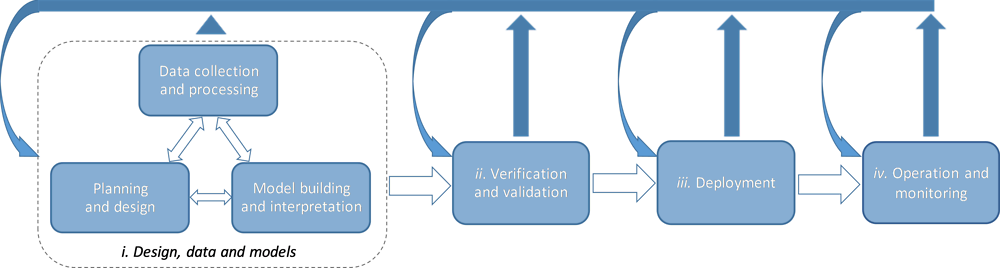 Data collection
and processing
Planning
and design
Model building
and interpretation
i. Design, data and models
ii. Verification
and validation
iii. Deployment
iv. Operation and
monitoring